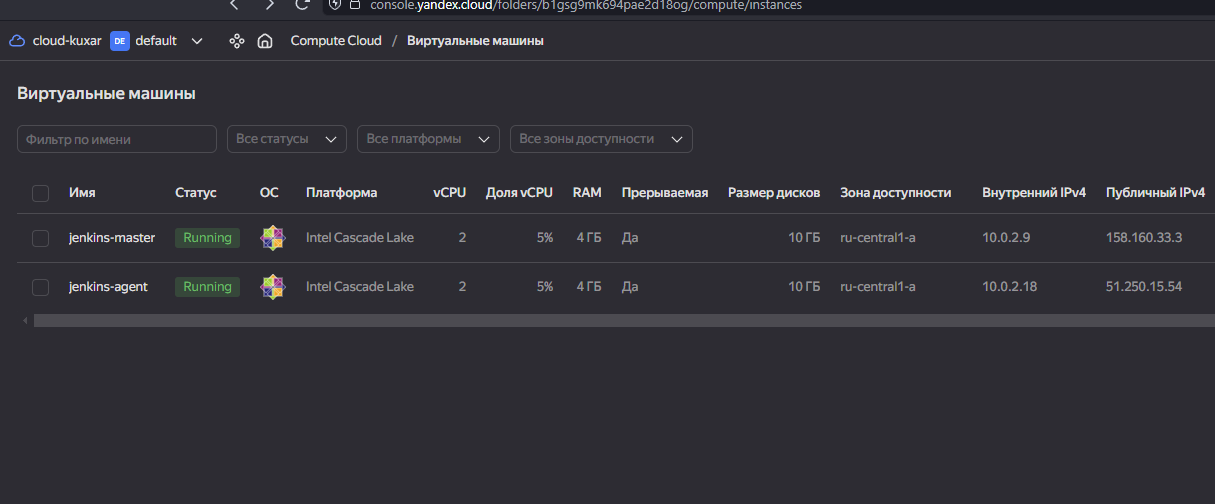 console.yandex.cloud/folders/b1gsg9mk694pae2d18og/compute/instances
cloud-kuxar DE default Compute Cloud / Виртуальные машины
Виртуальные машины
Фильтр по имени Все статусы Все платформы Все зоны доступности
Имя Статус ОС Платформа vCPU Доля vCPU RAM Прерываемая Размер дисков Зона доступности Внутренний IPv4 Публичный IPv4
jenkins-master Running Intel Cascade Lake 2 5% 4 ГБ Да 10 ГБ ru-central1-a 10.0.2.9 158.160.33.3
jenkins-agent Running Intel Cascade Lake 2 5% 4 ГБ Да 10 ГБ ru-central1-a 10.0.2.18 51.250.15.54